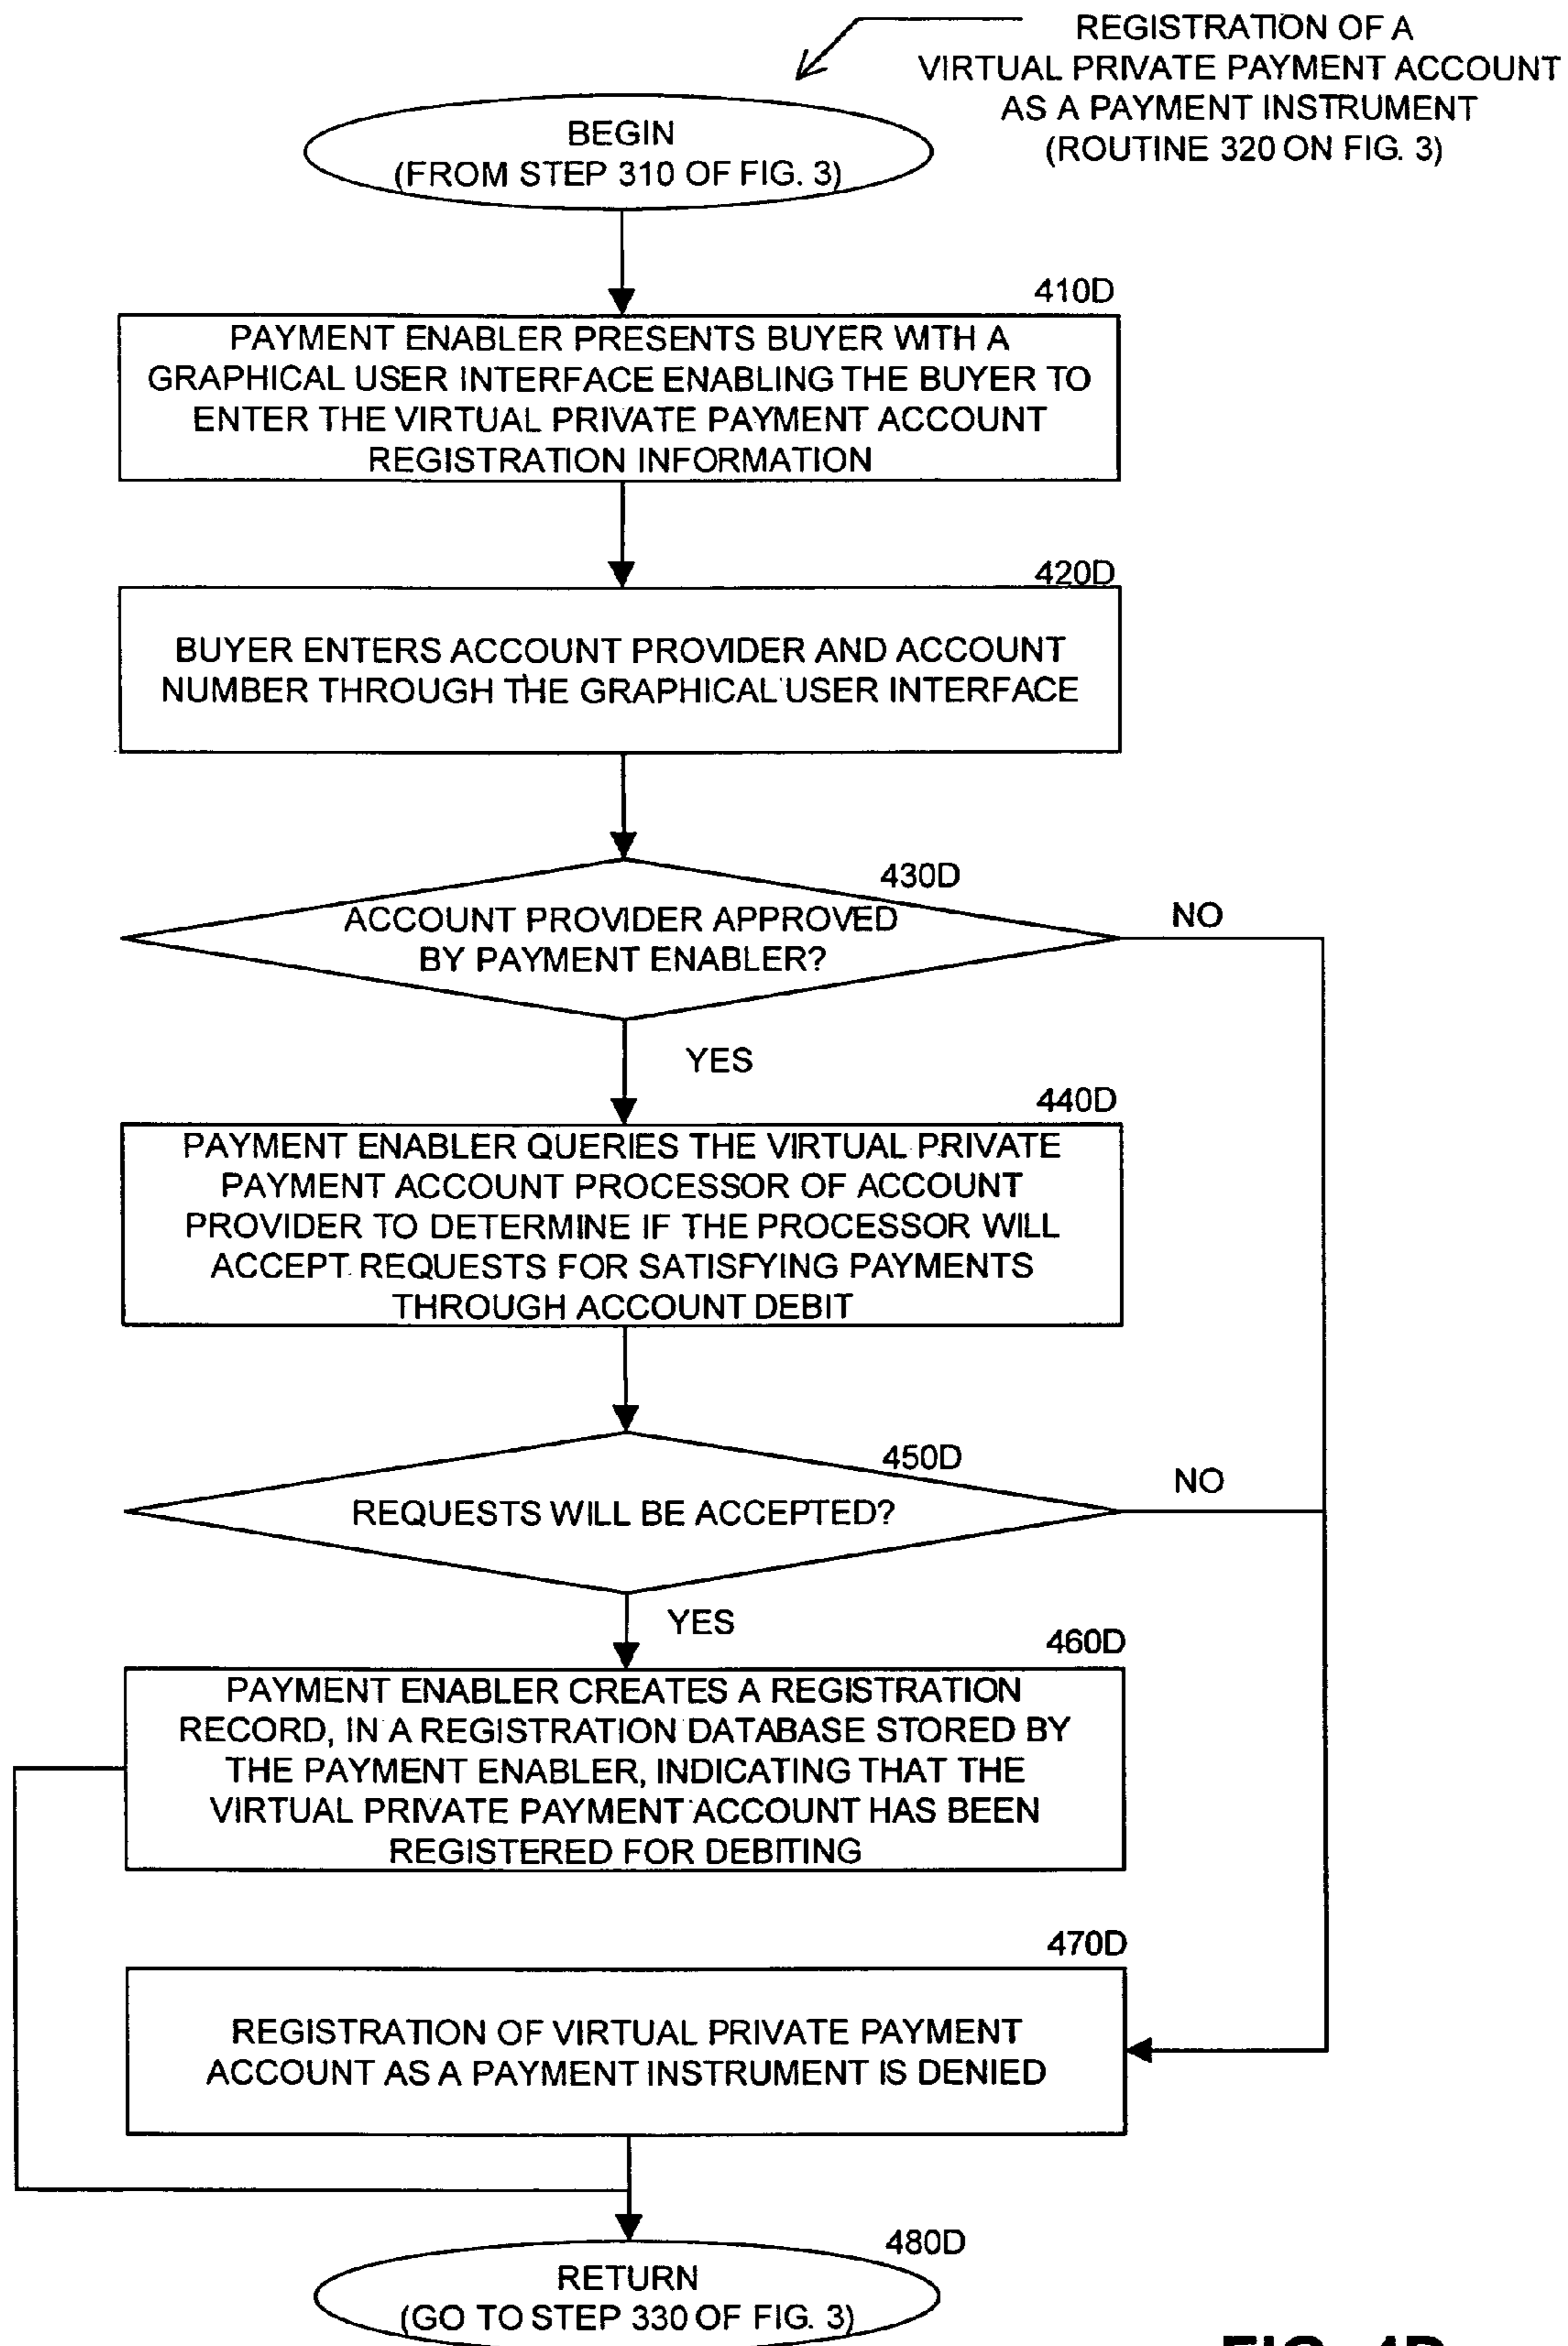 REGISTRATION OF A
VIRTUAL PRIVATE PAYMENT ACCOUNT
AS A PAYMENT INSTRUMENT
(ROUTINE 320 ON FIG. 3)
BEGIN
(FROM STEP 310 OF FIG. 3)
410D
PAYMENT ENABLER PRESENTS BUYER WITH A
GRAPHICAL USER INTERFACE ENABLING THE BUYER TO
ENTER THE VIRTUAL PRIVATE PAYMENT ACCOUNT
REGISTRATION INFORMATION
420D
BUYER ENTERS ACCOUNT PROVIDER AND ACCOUNT
NUMBER THROUGH THE GRAPHICAL USER INTERFACE
430D
ACCOUNT PROVIDER APPROVED
BY PAYMENT ENABLER?
NO
YES
440D
PAYMENT ENABLER QUERIES THE VIRTUAL PRIVATE
PAYMENT ACCOUNT PROCESSOR OF ACCOUNT
PROVIDER TO DETERMINE IF THE PROCESSOR WILL
ACCEPT REQUESTS FOR SATISFYING PAYMENTS
THROUGH ACCOUNT DEBIT
450D
REQUESTS WILL BE ACCEPTED?
NO
YES
460D
PAYMENT ENABLER CREATES A REGISTRATION
RECORD, IN A REGISTRATION DATABASE STORED BY
THE PAYMENT ENABLER, INDICATING THAT THE
VIRTUAL PRIVATE PAYMENT ACCOUNT HAS BEEN
REGISTERED FOR DEBITING
470D
REGISTRATION OF VIRTUAL PRIVATE PAYMENT
ACCOUNT AS A PAYMENT INSTRUMENT IS DENIED
480D
RETURN
(GO TO STEP 330 OF FIG. 3)